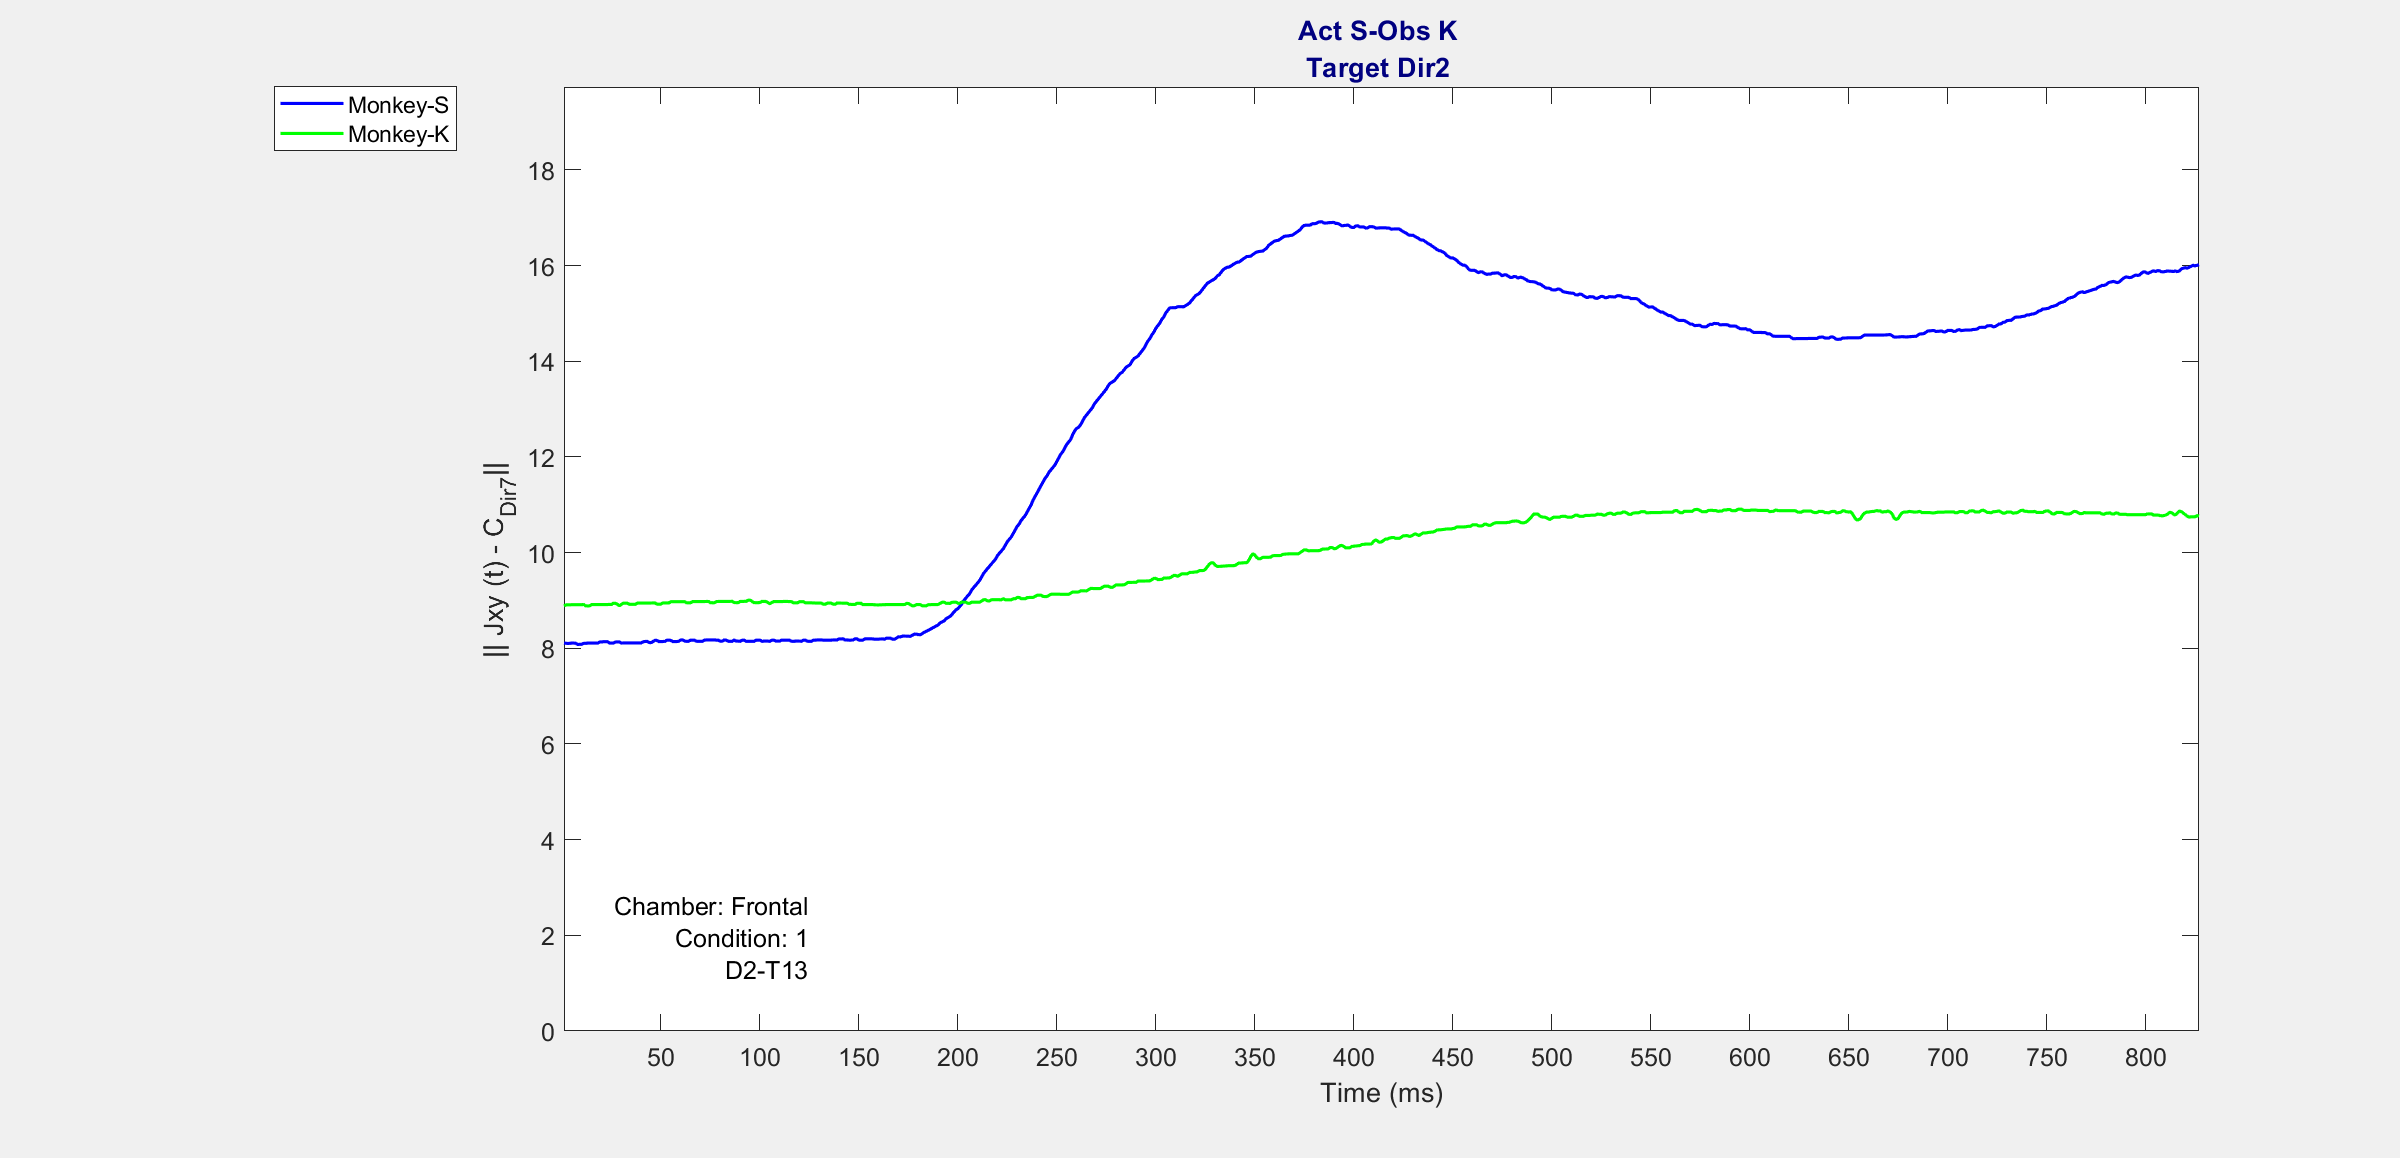 Act S-Obs K
Target Dir2
Monkey-S
Monkey-K
|| Jxy (t) - C_Dir7||
18
16
14
12
10
8
6
4
2
0
Chamber: Frontal
Condition: 1
D2-T13
50 100 150 200 250 300 350 400 450 500 550 600 650 700 750 800
Time (ms)